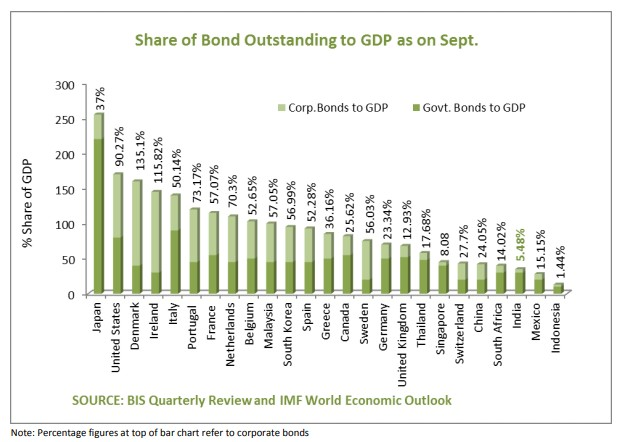 Share of Bond Outstanding to GDP as on Sept.
% Share of GDP
300
250
200
150
100
50
0
Corp.Bonds to GDP
Govt. Bonds to GDP
37%
90.27%
135.1%
115.82%
50.14%
73.17%
57.07%
70.3%
52.65%
57.05%
56.99%
52.28%
36.16%
25.62%
56.03%
23.34%
12.93%
17.68%
8.08
27.7%
24.05%
14.02%
5.48%
15.15%
1.44%
Japan
United States
Denmark
Ireland
Italy
Portugal
France
Netherlands
Belgium
Malaysia
South Korea
Spain
Greece
Canada
Sweden
Germany
United Kingdom
Thailand
Singapore
Switzerland
China
South Africa
India
Mexico
Indonesia
SOURCE: BIS Quarterly Review and IMF World Economic Outlook
Note: Percentage figures at top of bar chart refer to corporate bonds